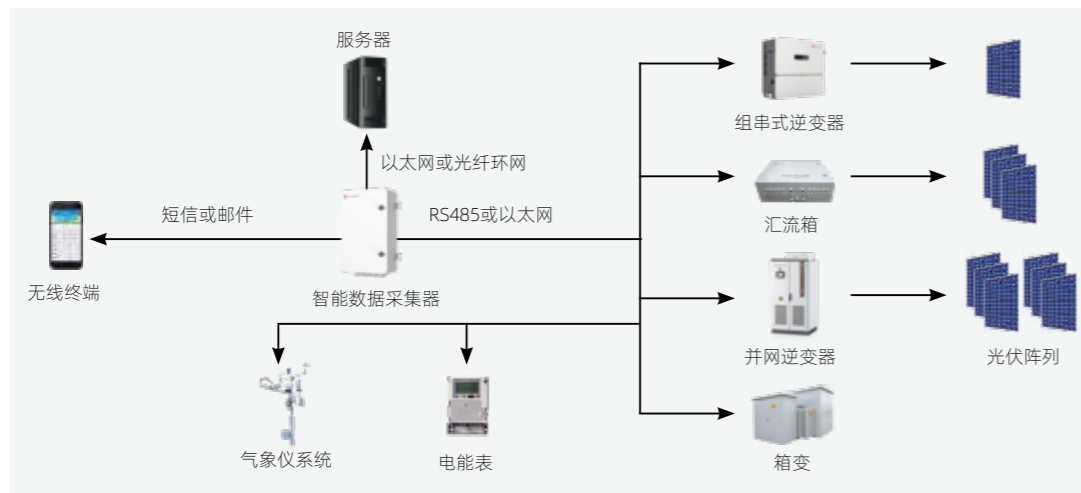 服务器
以太网或光纤环网
组串式逆变器
短信或邮件
RS485或以太网
汇流箱
无线终端
智能数据采集器
并网逆变器
光伏阵列
气象仪系统
电能表
箱变